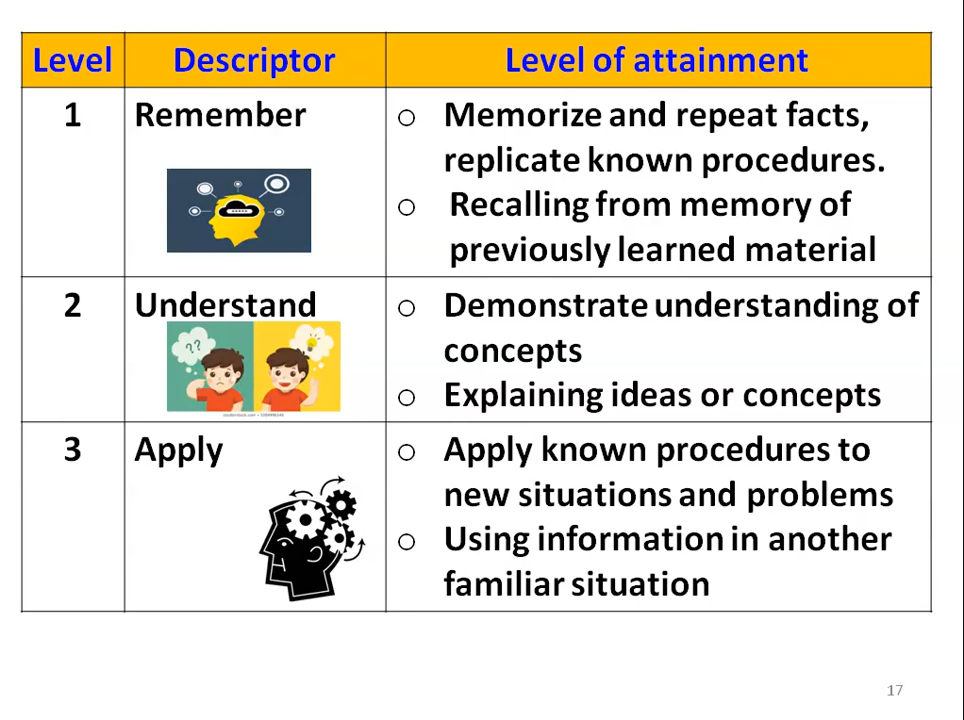 Level Descriptor Level of attainment
1 Remember
○ Memorize and repeat facts,
replicate known procedures.
○ Recalling from memory of
previously learned material
2 Understand
○ Demonstrate understanding of
concepts
○ Explaining ideas or concepts
??
3 Apply
○ Apply known procedures to
new situations and problems
○ Using information in another
familiar situation
17